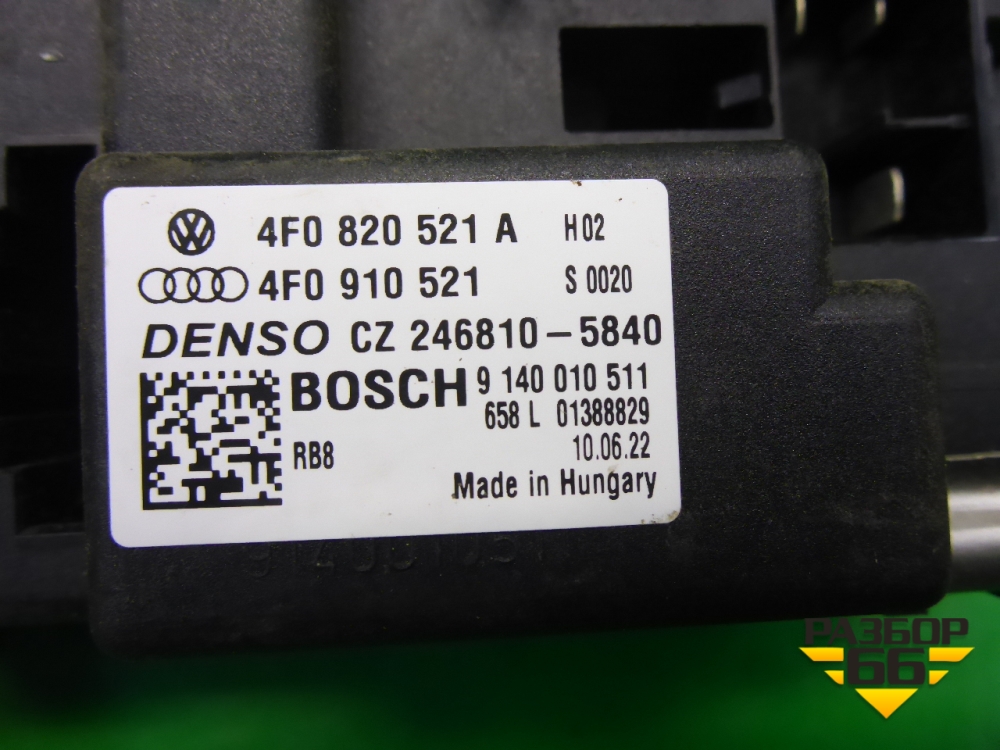 4F0 820 521 A H02
4F0 910 521 S 0020
DENSO CZ 246810-5840
BOSCH 9 140 010 511
658 L 01388829
RB8 10.06.22
Made in Hungary
РАЗБОР
66